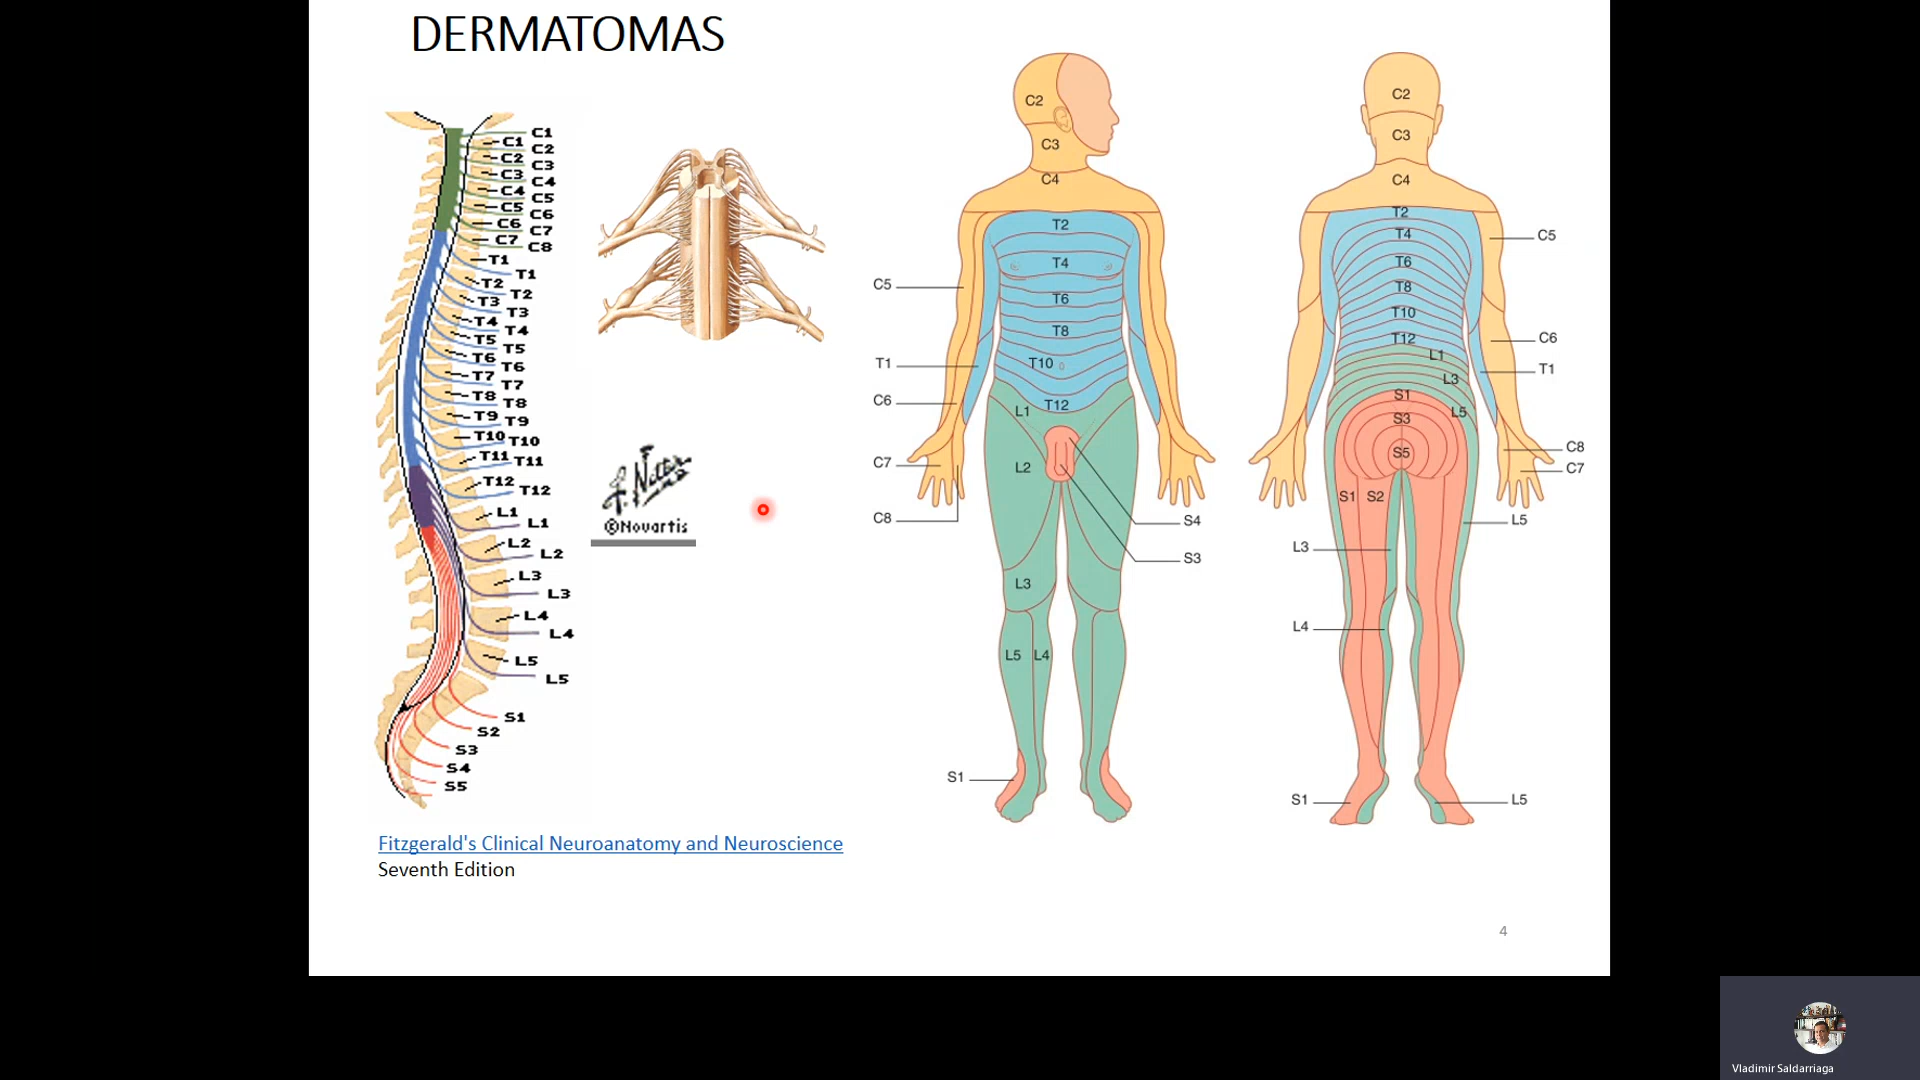 DERMATOMAS
C1
C1
C2
C2
C3
C3
C4
C4
C5
C5
C6
C6
C7
C7
C8
T1
T1
T2
T2
T3
T3
T4
T4
T5
T5
T6
T6
T7
T7
T8
T8
T9
T9
T10
T10
T11
T11
T12
T12
L1
L1
L2
L2
L3
L3
L4
L4
L5
L5
S1
S2
S3
S4
S5
f. Netter
©Novartis
C2
C3
C4
T2
T4
T6
T8
T10
T12
C5
T1
C6
C7
C8
L1
L2
L3
L5 L4
S1
S4
S3
C2
C3
C4
T2
T4
T6
T8
T10
T12
L1
L3
S1
L5
S3
S5
S1 S2
C5
C6
T1
C8
C7
L5
L3
L4
S1
L5
Fitzgerald's Clinical Neuroanatomy and Neuroscience
Seventh Edition
4
Vladimir Saldarriaga